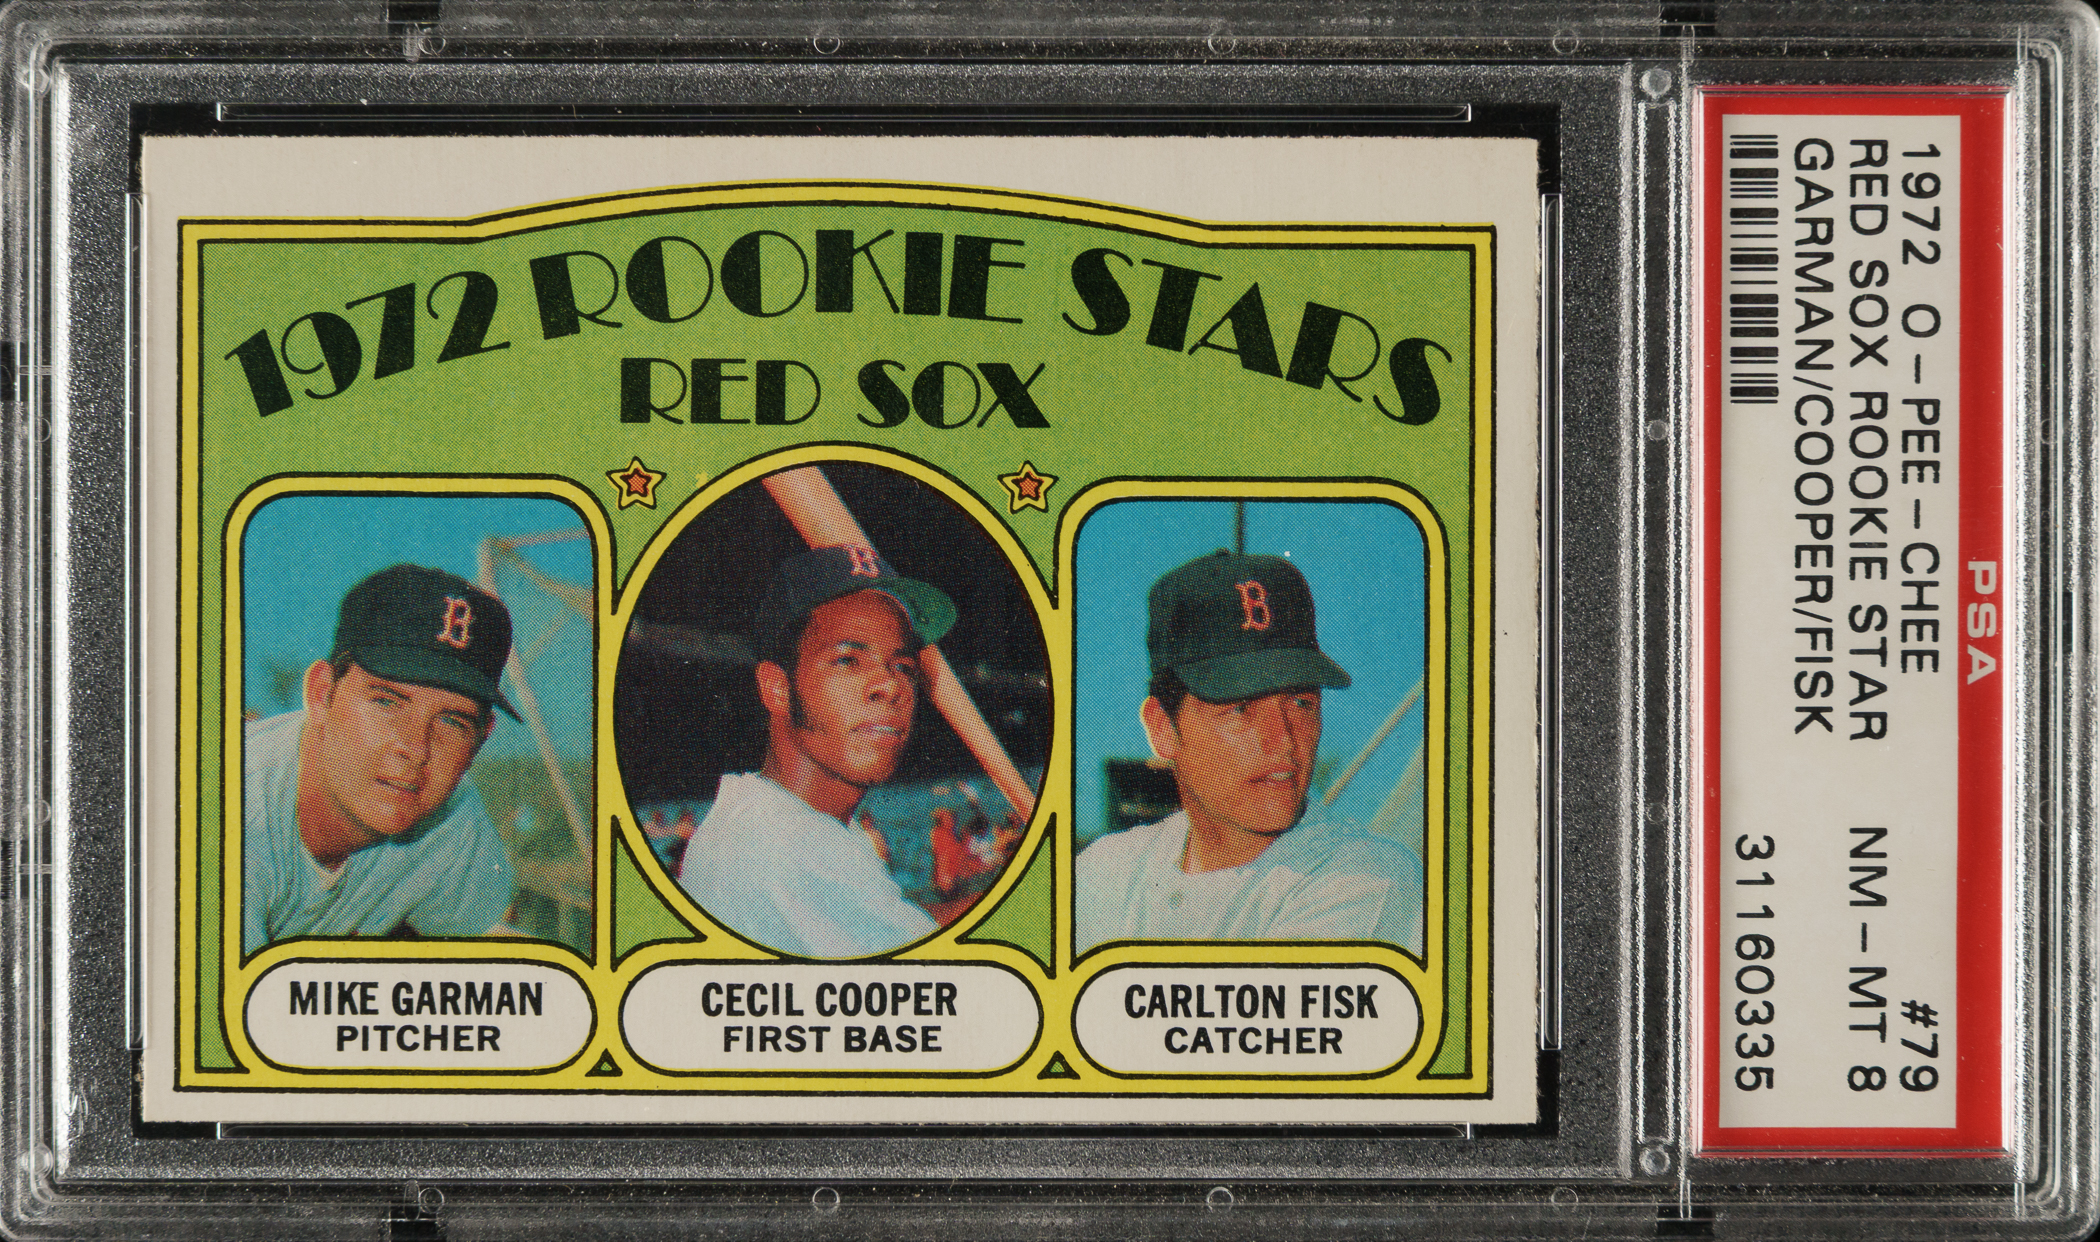 1972 ROOKIE STARS
RED SOX
B
B
B
MIKE GARMAN
PITCHER
CECIL COOPER
FIRST BASE
CARLTON FISK
CATCHER
PSA
1972 O-PEE-CHEE #79
RED SOX ROOKIE STAR NM-MT 8
GARMAN/COOPER/FISK
31160335